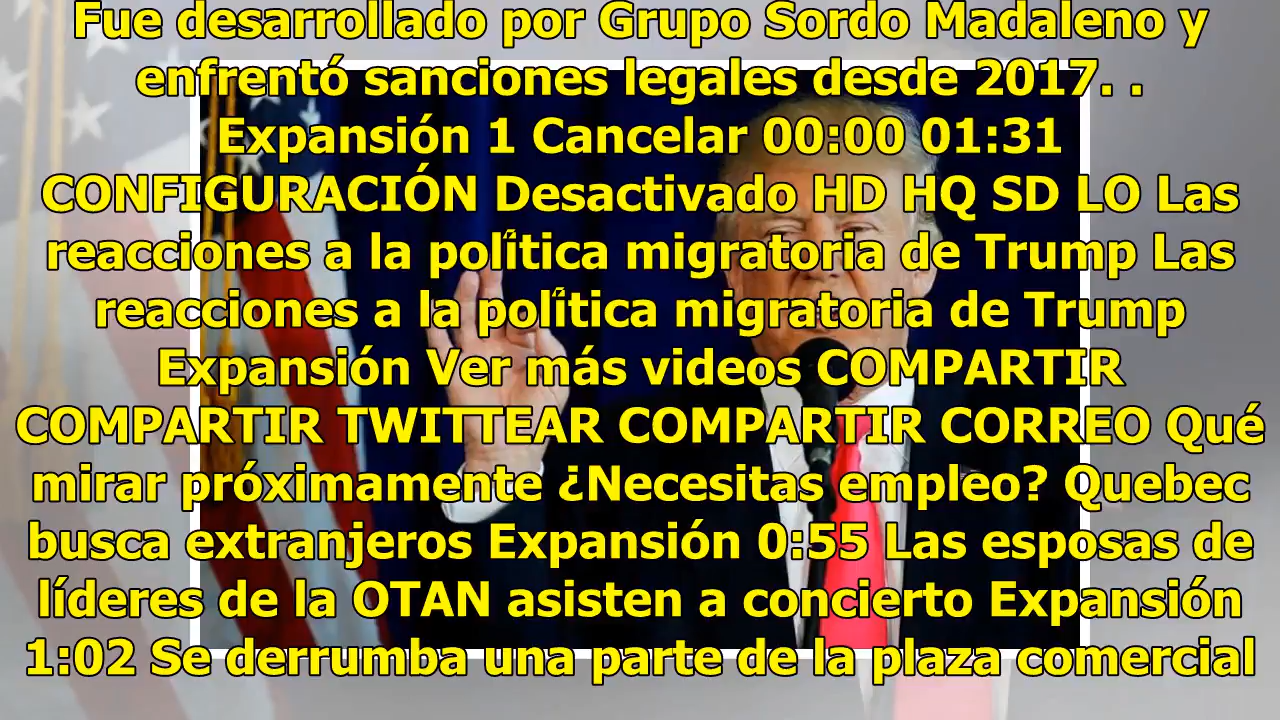 Fue desarrollado por Grupo Sordo Madaleno y
enfrentó sanciones legales desde 2017. .
Expansión 1 Cancelar 00:00 01:31
CONFIGURACIÓN Desactivado HD HQ SD LO Las
reacciones a la política migratoria de Trump Las
reacciones a la política migratoria de Trump
Expansión Ver más videos COMPARTIR
COMPARTIR TWITTEAR COMPARTIR CORREO Qué
mirar próximamente ¿Necesitas empleo? Quebec
busca extranjeros Expansión 0:55 Las esposas de
líderes de la OTAN asisten a concierto Expansión
1:02 Se derrumba una parte de la plaza comercial